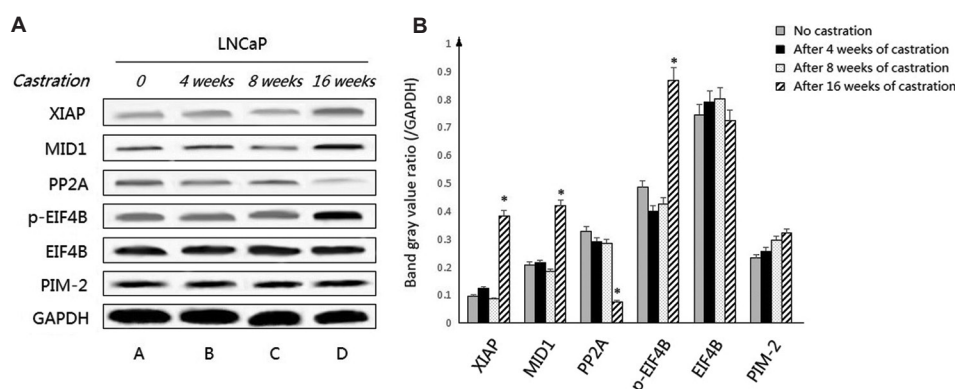 A
LNCaP
Castration 0 4 weeks 8 weeks 16 weeks
XIAP
MID1
PP2A
p-EIF4B
EIF4B
PIM-2
GAPDH
A B C D
B
Band gray value ratio (/GAPDH)
1
0.9
0.8
0.7
0.6
0.5
0.4
0.3
0.2
0.1
0
No castration
After 4 weeks of castration
After 8 weeks of castration
After 16 weeks of castration
* * * *
XIAP MID1 PP2A p-EIF4B EIF4B PIM-2